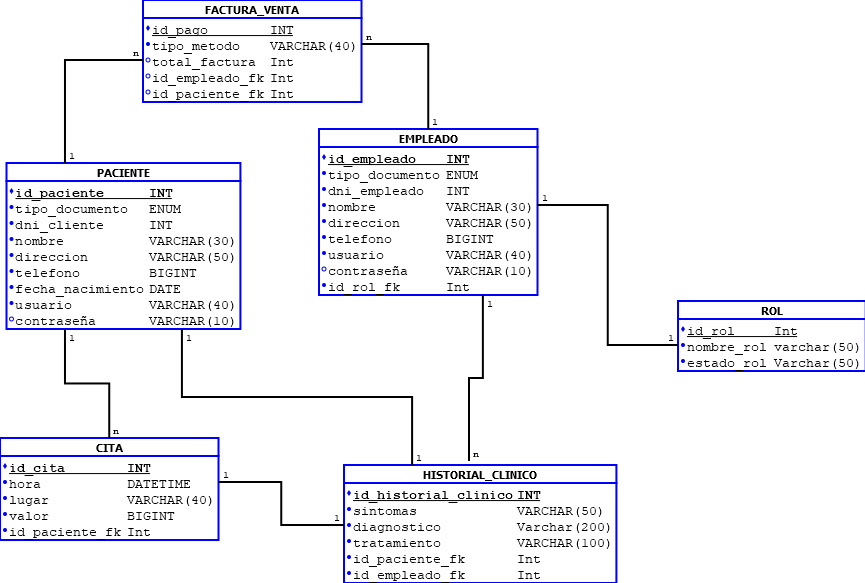 FACTURA_VENTA
id_pago INT
tipo_metodo VARCHAR(40)
total_factura Int
id_empleado_fk Int
id_paciente_fk Int
n
n
1
1
EMPLEADO
id_empleado INT
tipo_documento ENUM
dni_empleado INT
nombre VARCHAR(30)
direccion VARCHAR(50)
telefono BIGINT
usuario VARCHAR(40)
contraseña VARCHAR(10)
id_rol_fk Int
1
1
n
PACIENTE
id_paciente INT
tipo_documento ENUM
dni_cliente INT
nombre VARCHAR(30)
direccion VARCHAR(50)
telefono BIGINT
fecha_nacimiento DATE
usuario VARCHAR(40)
contraseña VARCHAR(10)
1
1
n
1
ROL
id_rol Int
nombre_rol varchar(50)
estado_rol Varchar(50)
1
CITA
id_cita INT
hora DATETIME
lugar VARCHAR(40)
valor BIGINT
id_paciente_fk Int
1
1
HISTORIAL_CLINICO
id_historial_clinico INT
sintomas VARCHAR(50)
diagnostico Varchar(200)
tratamiento VARCHAR(100)
id_paciente_fk Int
id_empleado_fk Int